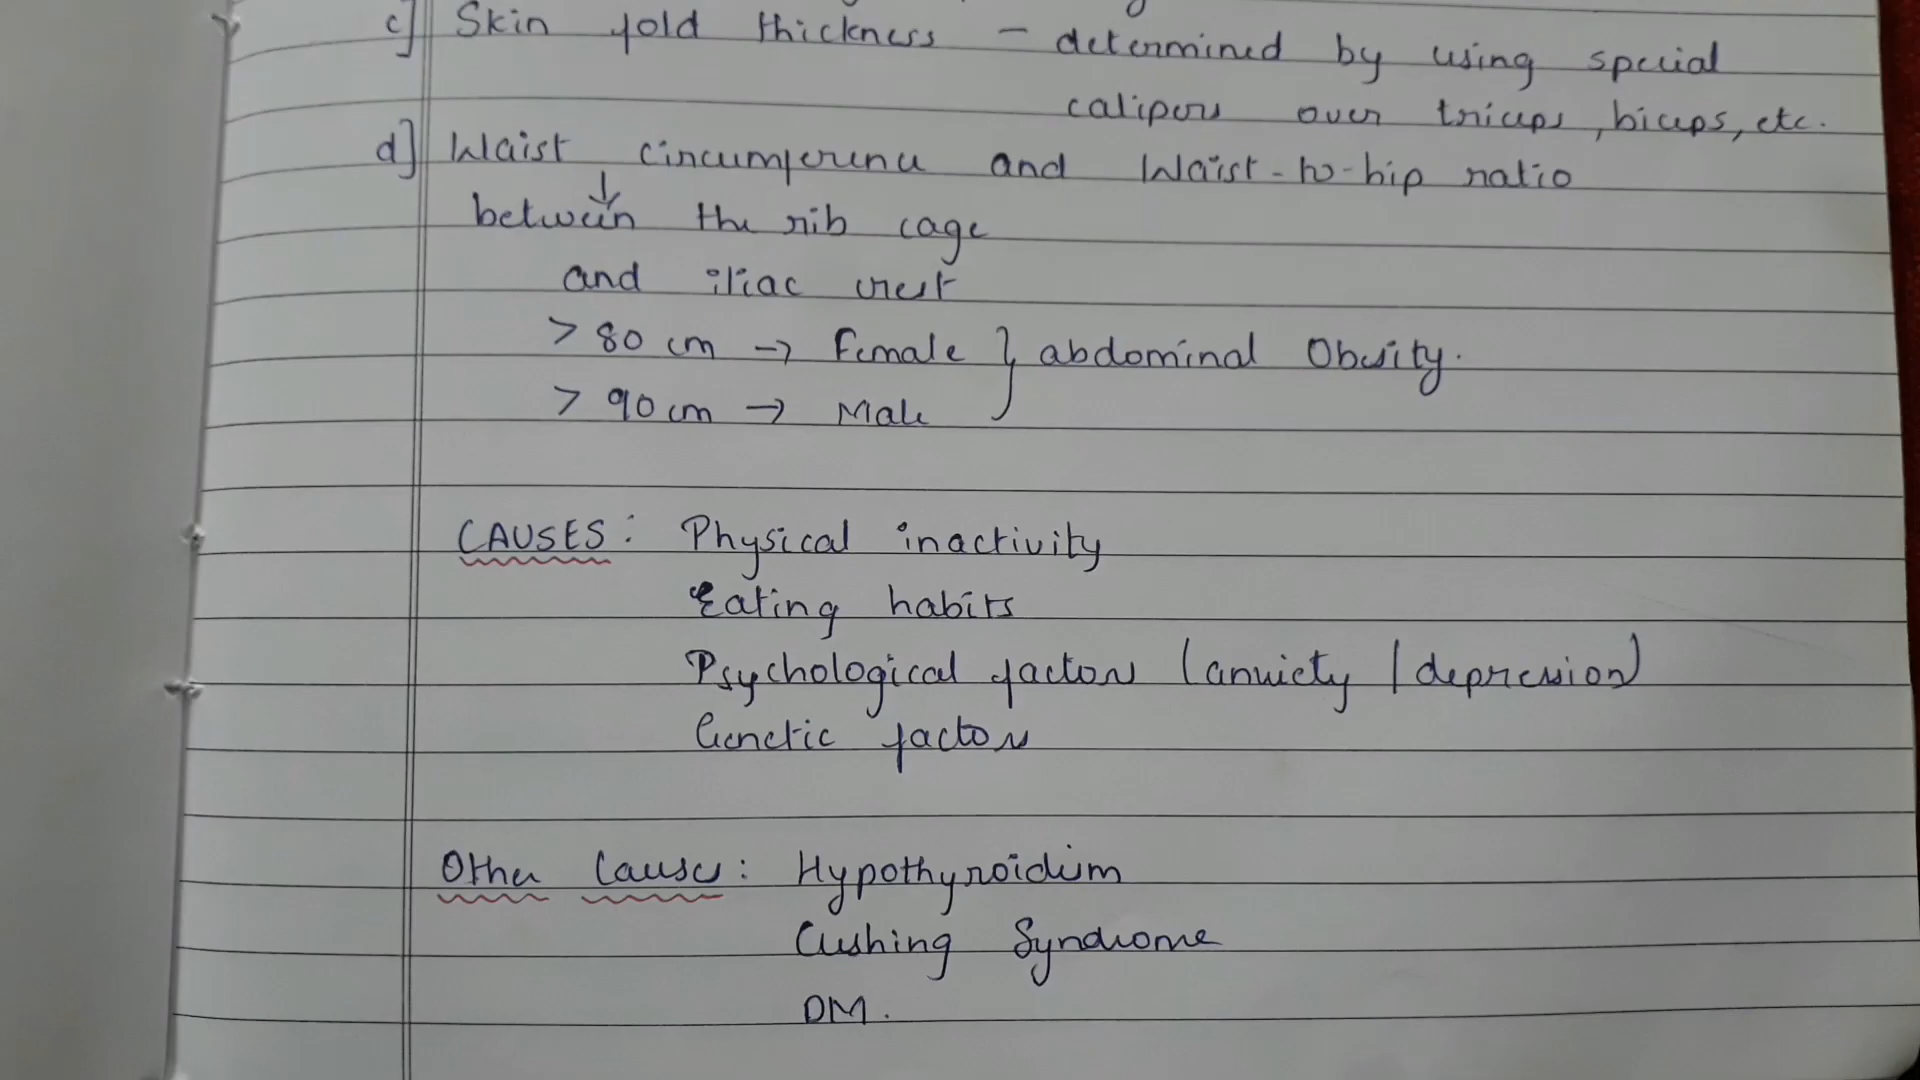 c] Skin fold thickness - determined by using special
calipers over triceps, biceps, etc.
d] Waist circumference and Waist-to-hip ratio
↓
between the rib cage
and iliac crest
> 80 cm → Female } abdominal Obesity.
> 90 cm → Male
CAUSES: Physical inactivity
Eating habits
Psychological factors (anxiety / depression)
Genetic factors
Other Causes: Hypothyroidism
Cushing Syndrome
DM.